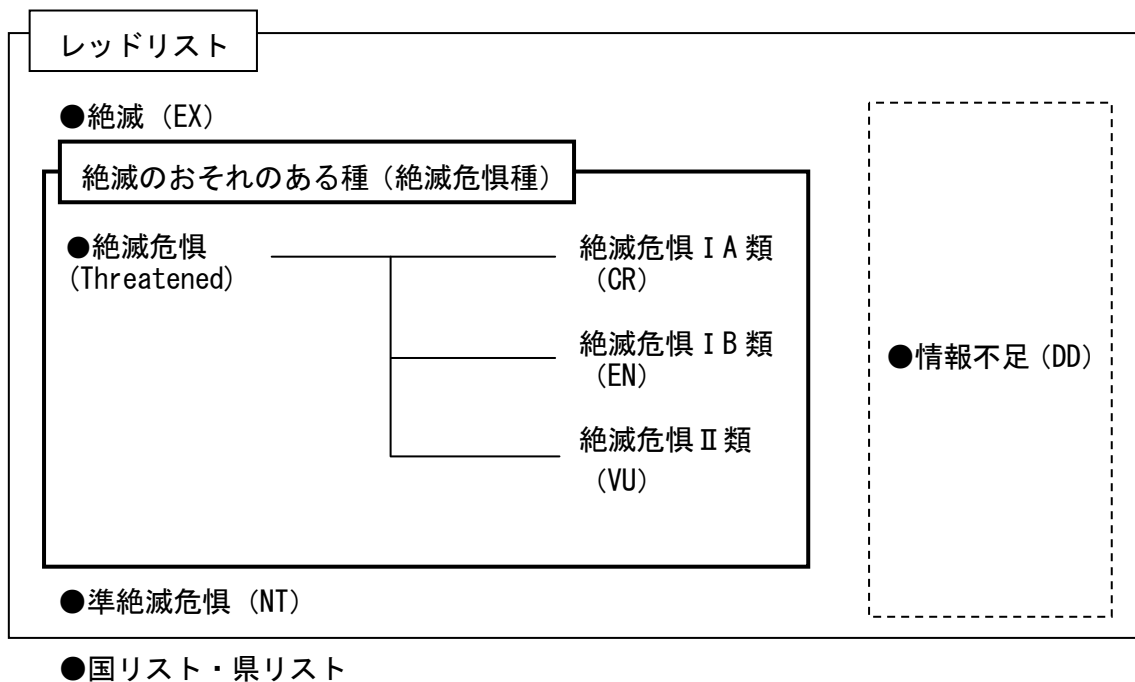 レッドリスト
●絶滅（EX）
絶滅のおそれのある種（絶滅危惧種）
●絶滅危惧
(Threatened)
絶滅危惧ⅠA類
（CR）
絶滅危惧ⅠB類
（EN）
絶滅危惧Ⅱ類
（VU）
●情報不足（DD）
●準絶滅危惧（NT）
●国リスト・県リスト